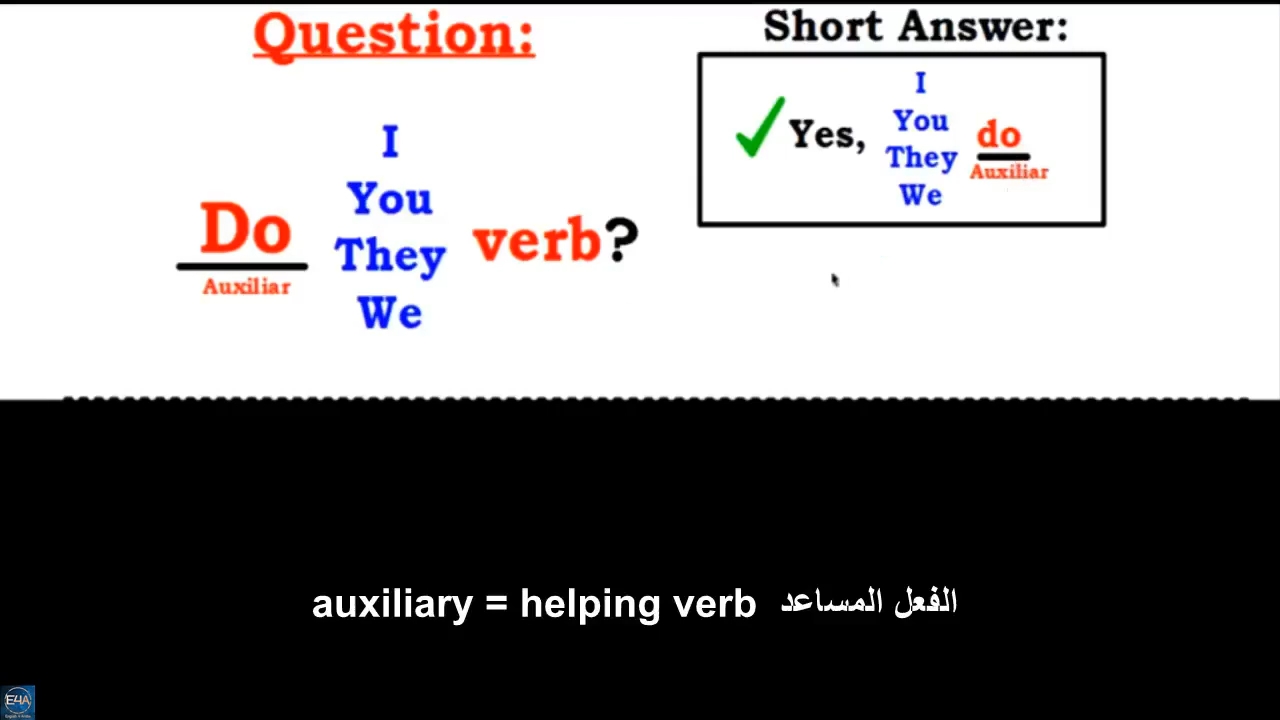 Question:
Do
Auxiliar
I
You
They
We
verb?
Short Answer:
Yes,
I
You
They
We
do
Auxiliar
auxiliary = helping verb الفعل المساعد
E4A